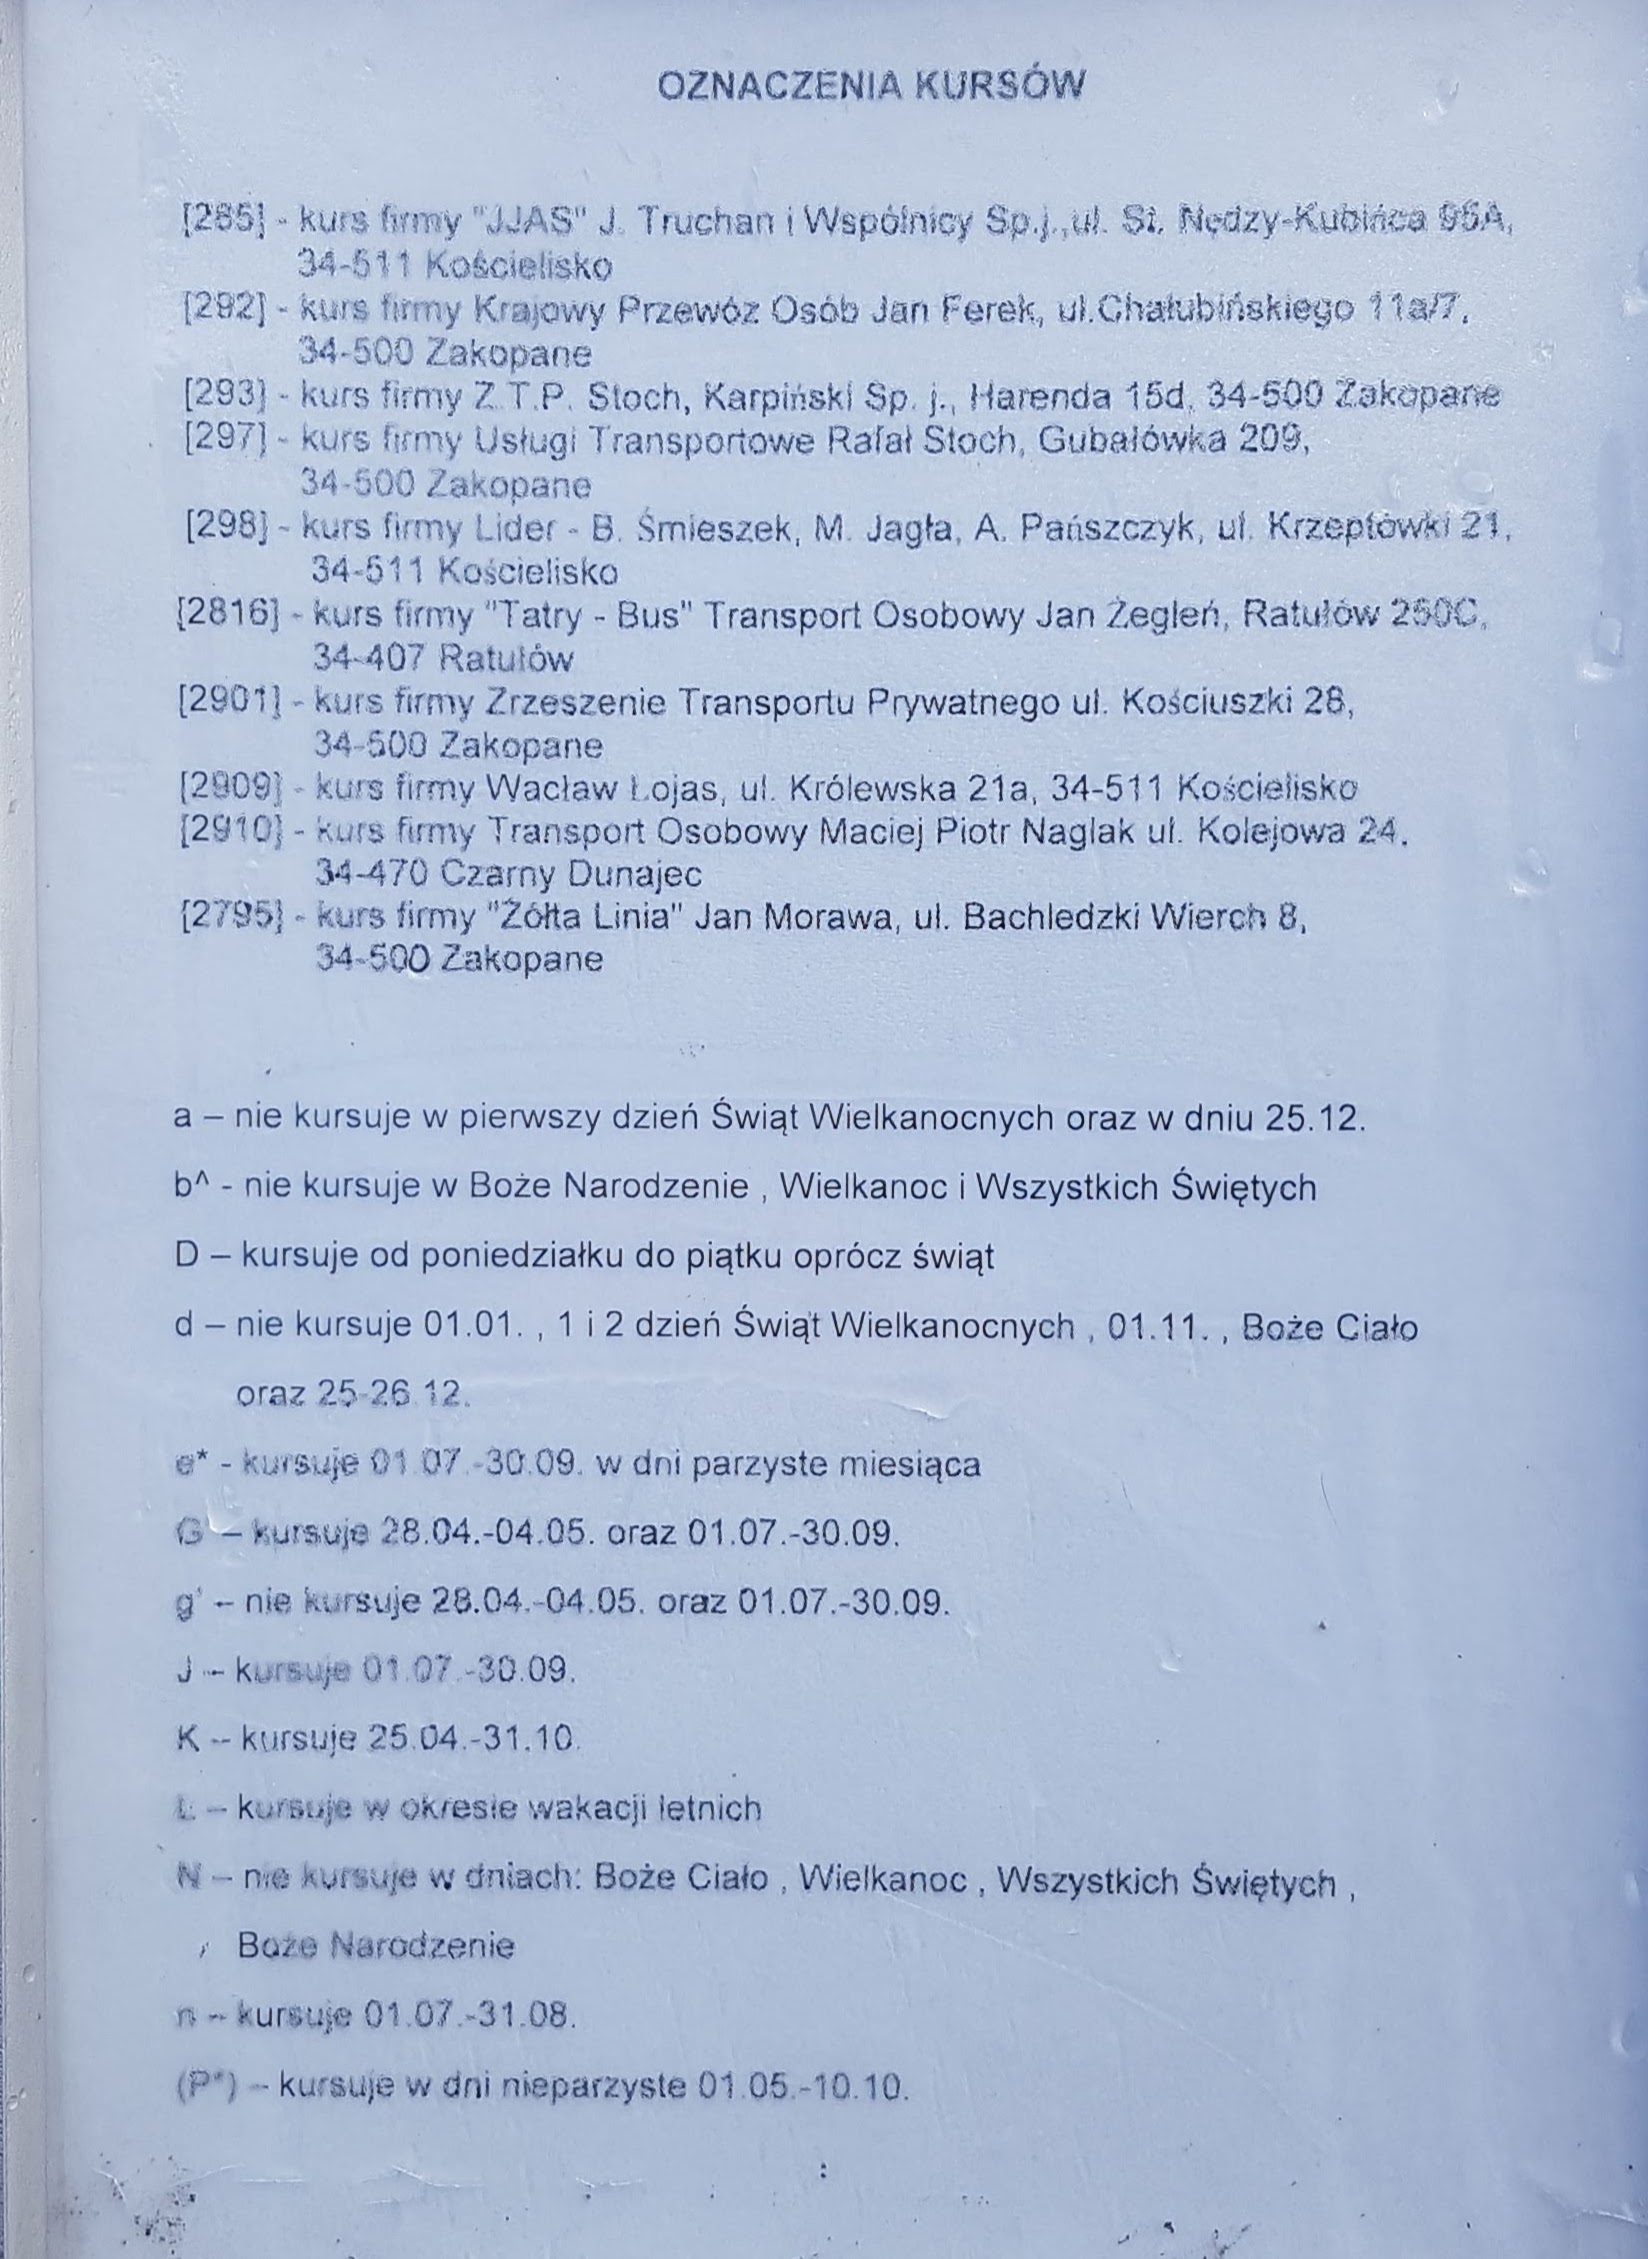 OZNACZENIA KURSÓW
[285] - kurs firmy "JJAS" J. Truchan i Wspólnicy Sp.j.,ul. St. Nędzy-Kubińca 95A,
34-511 Kościelisko
[292] - kurs firmy Krajowy Przewóz Osób Jan Ferek, ul.Chałubińskiego 11a/7,
34-500 Zakopane
[293] - kurs firmy Z.T.P. Stoch, Karpiński Sp. j., Harenda 15d, 34-500 Zakopane
[297] - kurs firmy Usługi Transportowe Rafał Stoch, Gubałówka 209,
34-500 Zakopane
[298] - kurs firmy Lider - B. Śmieszek, M. Jagła, A. Pańszczyk, ul. Krzeptówki 21,
34-511 Kościelisko
[2816] - kurs firmy "Tatry - Bus" Transport Osobowy Jan Żegleń, Ratułów 250C,
34-407 Ratułów
[2901] - kurs firmy Zrzeszenie Transportu Prywatnego ul. Kościuszki 28,
34-500 Zakopane
[2909] - kurs firmy Wacław Łojas, ul. Królewska 21a, 34-511 Kościelisko
[2910] - kurs firmy Transport Osobowy Maciej Piotr Naglak ul. Kolejowa 24,
34-470 Czarny Dunajec
[2795] - kurs firmy "Żółta Linia" Jan Morawa, ul. Bachledzki Wierch 8,
34-500 Zakopane
a – nie kursuje w pierwszy dzień Świąt Wielkanocnych oraz w dniu 25.12.
b^ - nie kursuje w Boże Narodzenie , Wielkanoc i Wszystkich Świętych
D – kursuje od poniedziałku do piątku oprócz świąt
d – nie kursuje 01.01. , 1 i 2 dzień Świąt Wielkanocnych , 01.11. , Boże Ciało
oraz 25-26.12.
e* - kursuje 01.07.-30.09. w dni parzyste miesiąca
G' – kursuje 28.04.-04.05. oraz 01.07.-30.09.
g' – nie kursuje 28.04.-04.05. oraz 01.07.-30.09.
J – kursuje 01.07.-30.09.
K – kursuje 25.04.-31.10.
Ł – kursuje w okresie wakacji letnich
N – nie kursuje w dniach: Boże Ciało , Wielkanoc , Wszystkich Świętych ,
Boże Narodzenie
n – kursuje 01.07.-31.08.
(P*) – kursuje w dni nieparzyste 01.05.-10.10.